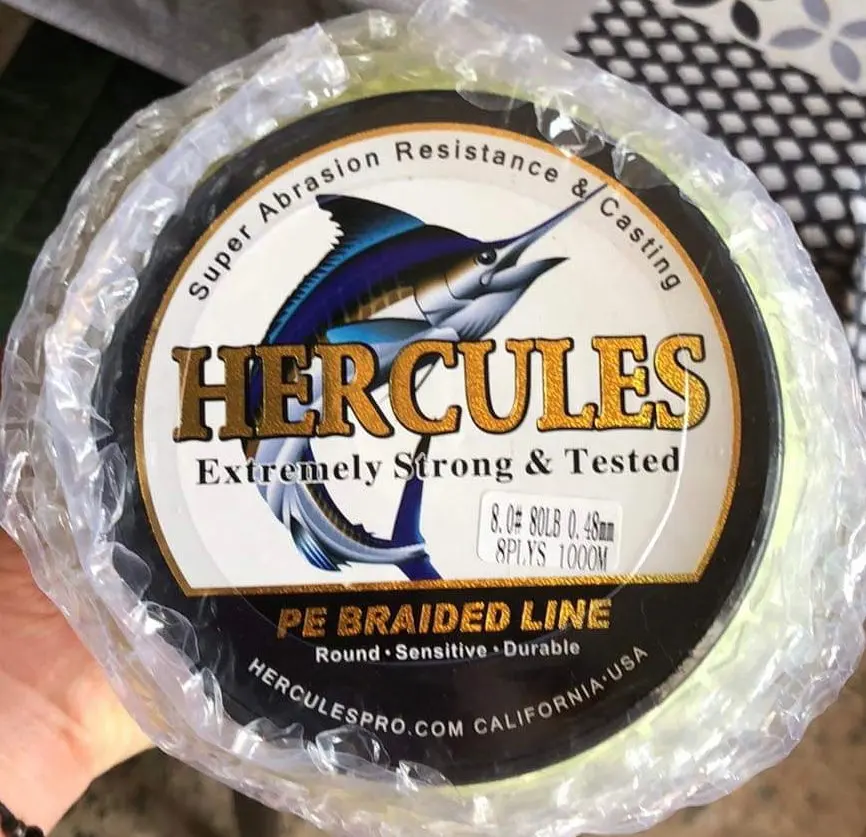 Super Abrasion Resistance & Casting
HERCULES
Extremely Strong & Tested
8.0# 80LB 0.48mm
8PLYS 1000M
PE BRAIDED LINE
Round · Sensitive · Durable
HERCULESPRO.COM CALIFORNIA·USA